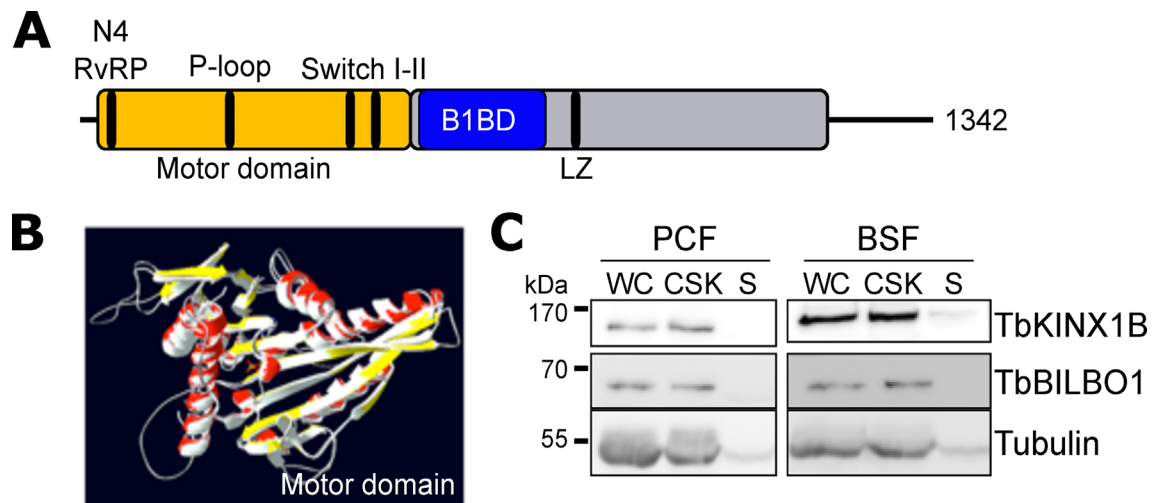 A
N4
RvRP P-loop Switch I-II
B1BD
1342
Motor domain LZ
B
Motor domain
C
PCF BSF
kDa WC CSK S WC CSK S
170
TbKINX1B
70
TbBILBO1
55
Tubulin